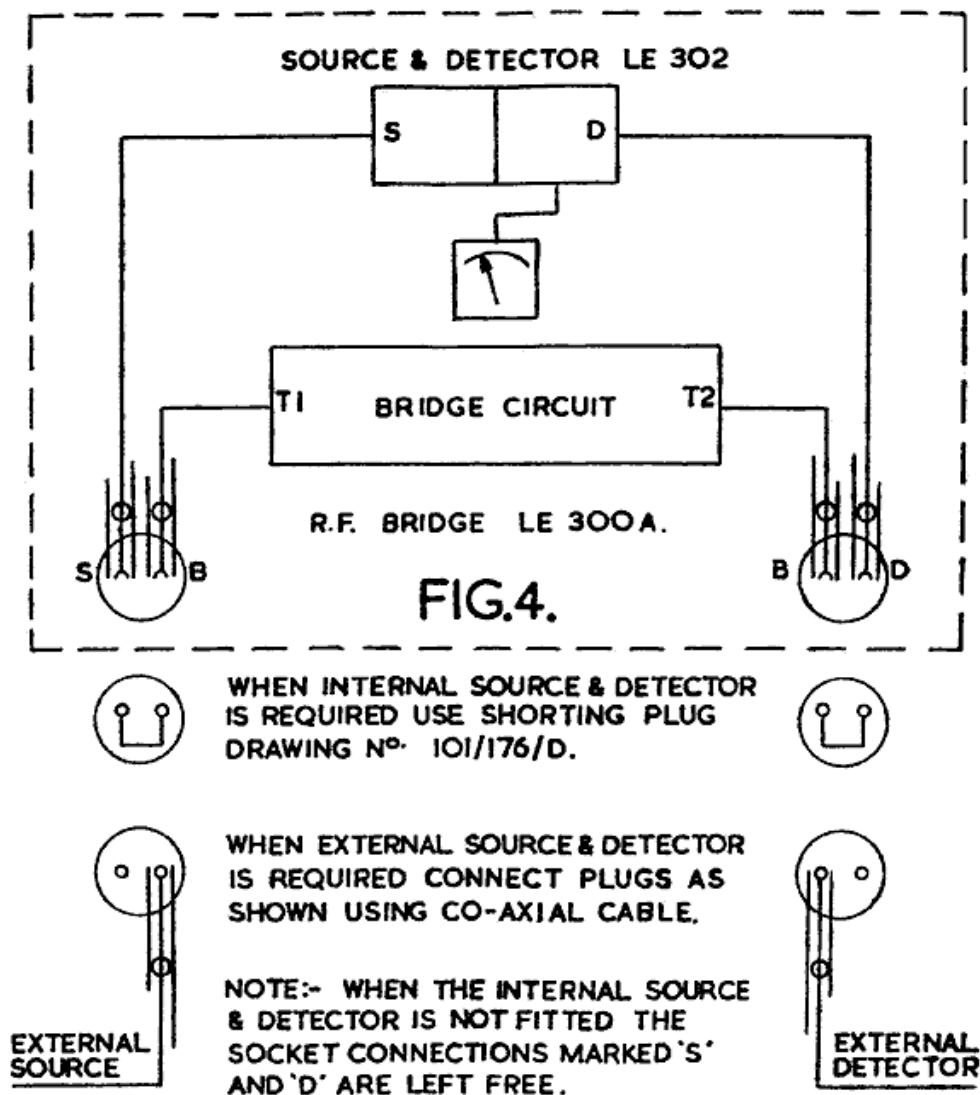 SOURCE & DETECTOR LE 302
S D
T1 BRIDGE CIRCUIT T2
R.F. BRIDGE LE 300A.
S B B D
FIG.4.
WHEN INTERNAL SOURCE & DETECTOR
IS REQUIRED USE SHORTING PLUG
DRAWING Nº. 101/176/D.
WHEN EXTERNAL SOURCE & DETECTOR
IS REQUIRED CONNECT PLUGS AS
SHOWN USING CO-AXIAL CABLE.
NOTE:- WHEN THE INTERNAL SOURCE
& DETECTOR IS NOT FITTED THE
SOCKET CONNECTIONS MARKED 'S'
AND 'D' ARE LEFT FREE.
EXTERNAL
SOURCE
EXTERNAL
DETECTOR